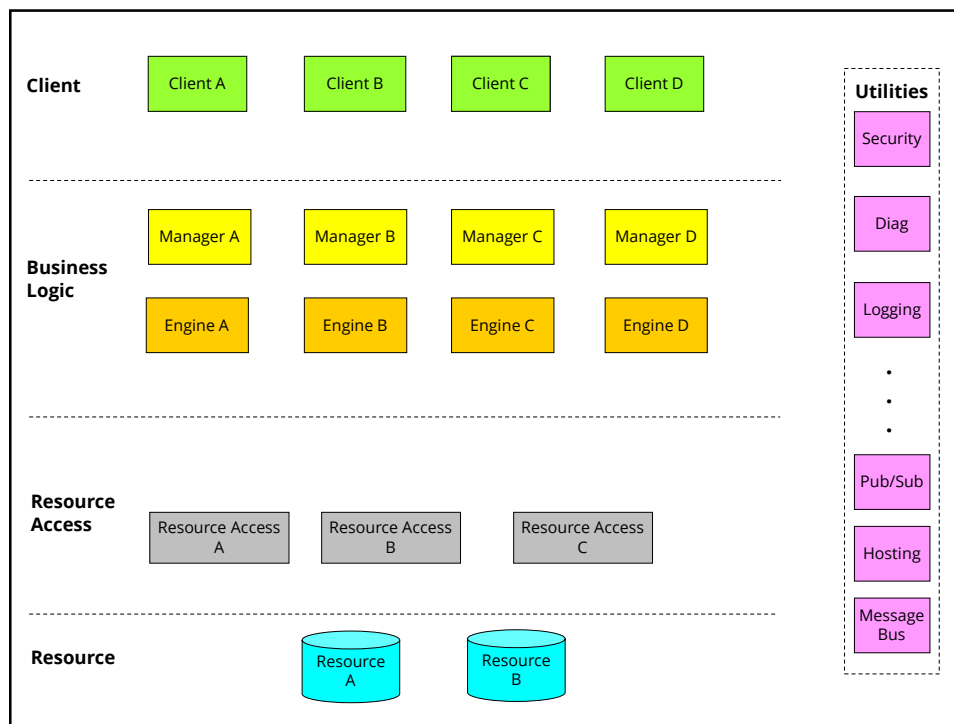 Client
Client A
Client B
Client C
Client D
Business
Logic
Manager A
Manager B
Manager C
Manager D
Engine A
Engine B
Engine C
Engine D
Resource
Access
Resource Access
A
Resource Access
B
Resource Access
C
Resource
Resource
A
Resource
B
Utilities
Security
Diag
Logging
.
.
.
Pub/Sub
Hosting
Message
Bus